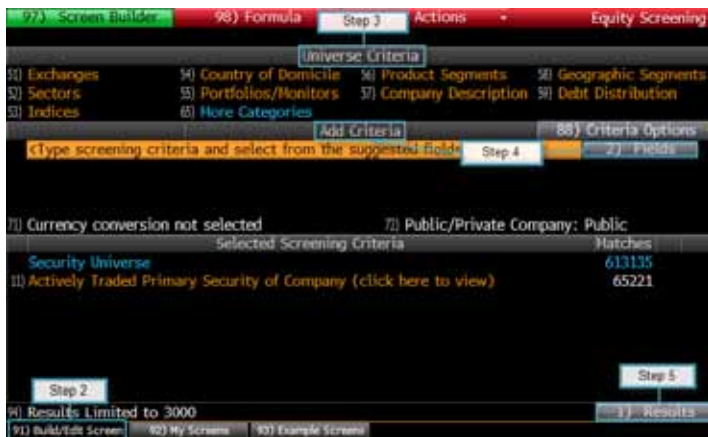 97) Screen Builder 98) Formula Step 3 Actions Equity Screening
Universe Criteria
51) Exchanges 54) Country of Domicile 56) Product Segments 58) Geographic Segments
52) Sectors 55) Portfolios/Monitors 57) Company Description 59) Debt Distribution
53) Indices 65) More Categories
Add Criteria 88) Criteria Options
<Type screening criteria and select from the suggested field Step 4 2) Fields
71) Currency conversion not selected 72) Public/Private Company: Public
Selected Screening Criteria Matches
Security Universe 613135
11) Actively Traded Primary Security of Company (click here to view) 65221
Step 2 Step 5
94) Results Limited to 3000 1) Results
91) Build/Edit Screen 92) My Screens 93) Example Screens